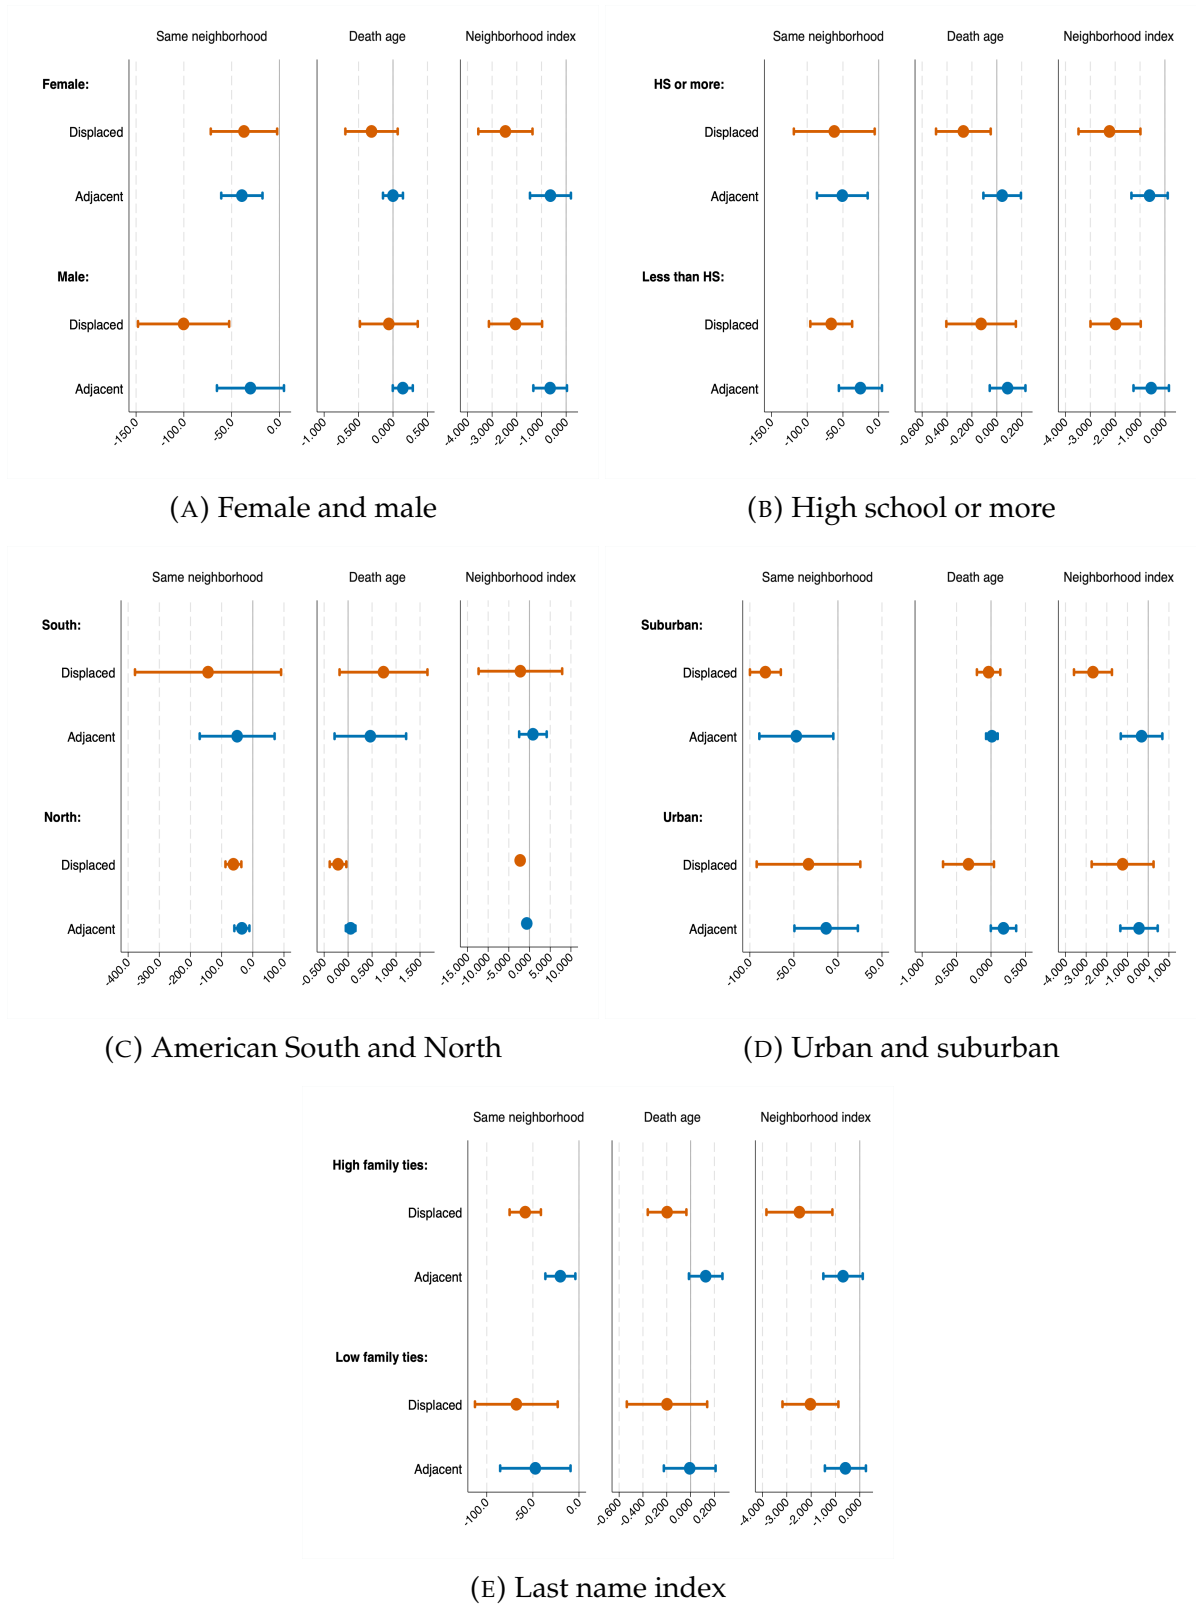 Same neighborhood Death age Neighborhood index
Female:
Displaced
Adjacent
Male:
Displaced
Adjacent
-150.0 -100.0 -50.0 0.0 -1.000 -0.500 0.000 0.500 -4.000 -3.000 -2.000 -1.000 0.000
(A) Female and male
Same neighborhood Death age Neighborhood index
HS or more:
Displaced
Adjacent
Less than HS:
Displaced
Adjacent
-150.0 -100.0 -50.0 0.0 -0.600 -0.400 -0.200 0.000 0.200 -4.000 -3.000 -2.000 -1.000 0.000
(B) High school or more
Same neighborhood Death age Neighborhood index
South:
Displaced
Adjacent
North:
Displaced
Adjacent
-400.0 -300.0 -200.0 -100.0 0.0 100.0 -0.500 0.000 0.500 1.000 1.500 -15.000 -10.000 -5.000 0.000 5.000 10.000
(C) American South and North
Same neighborhood Death age Neighborhood index
Suburban:
Displaced
Adjacent
Urban:
Displaced
Adjacent
-100.0 -50.0 0.0 50.0 -1.000 -0.500 0.000 0.500 -4.000 -3.000 -2.000 -1.000 0.000 1.000
(D) Urban and suburban
Same neighborhood Death age Neighborhood index
High family ties:
Displaced
Adjacent
Low family ties:
Displaced
Adjacent
-100.0 -50.0 0.0 -0.600 -0.400 -0.200 0.000 0.200 -4.000 -3.000 -2.000 -1.000 0.000
(E) Last name index